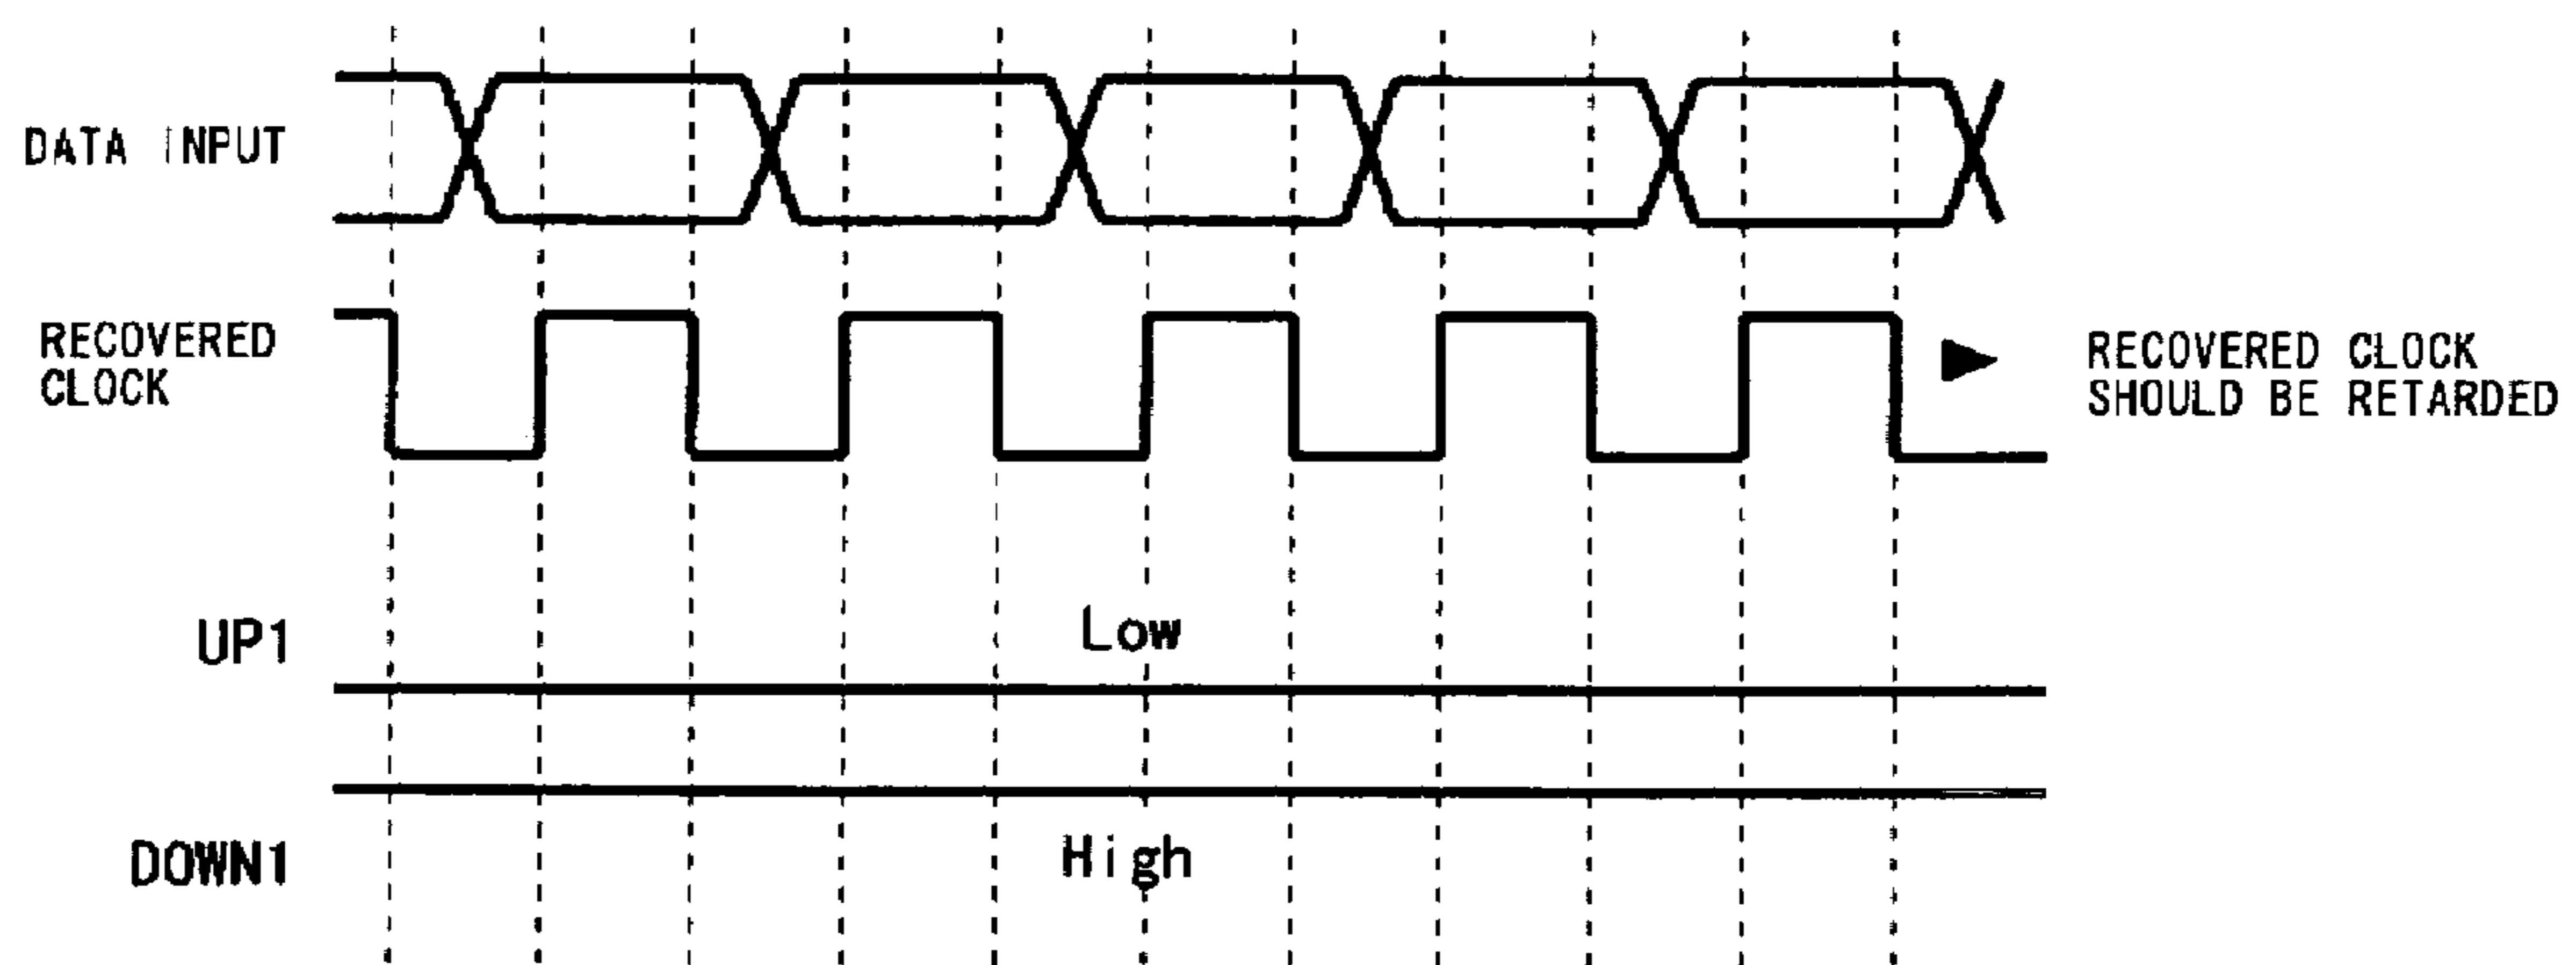 DATA INPUT
RECOVERED
CLOCK
RECOVERED CLOCK
SHOULD BE RETARDED
UP1
Low
DOWN1
High